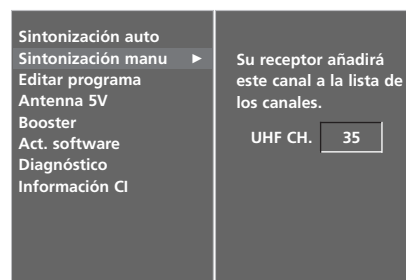 Sintonización auto
Sintonización manu ►
Editar programa
Antenna 5V
Booster
Act. software
Diagnóstico
Información CI
Su receptor añadirá
este canal a la lista de
los canales.
UHF CH. 35